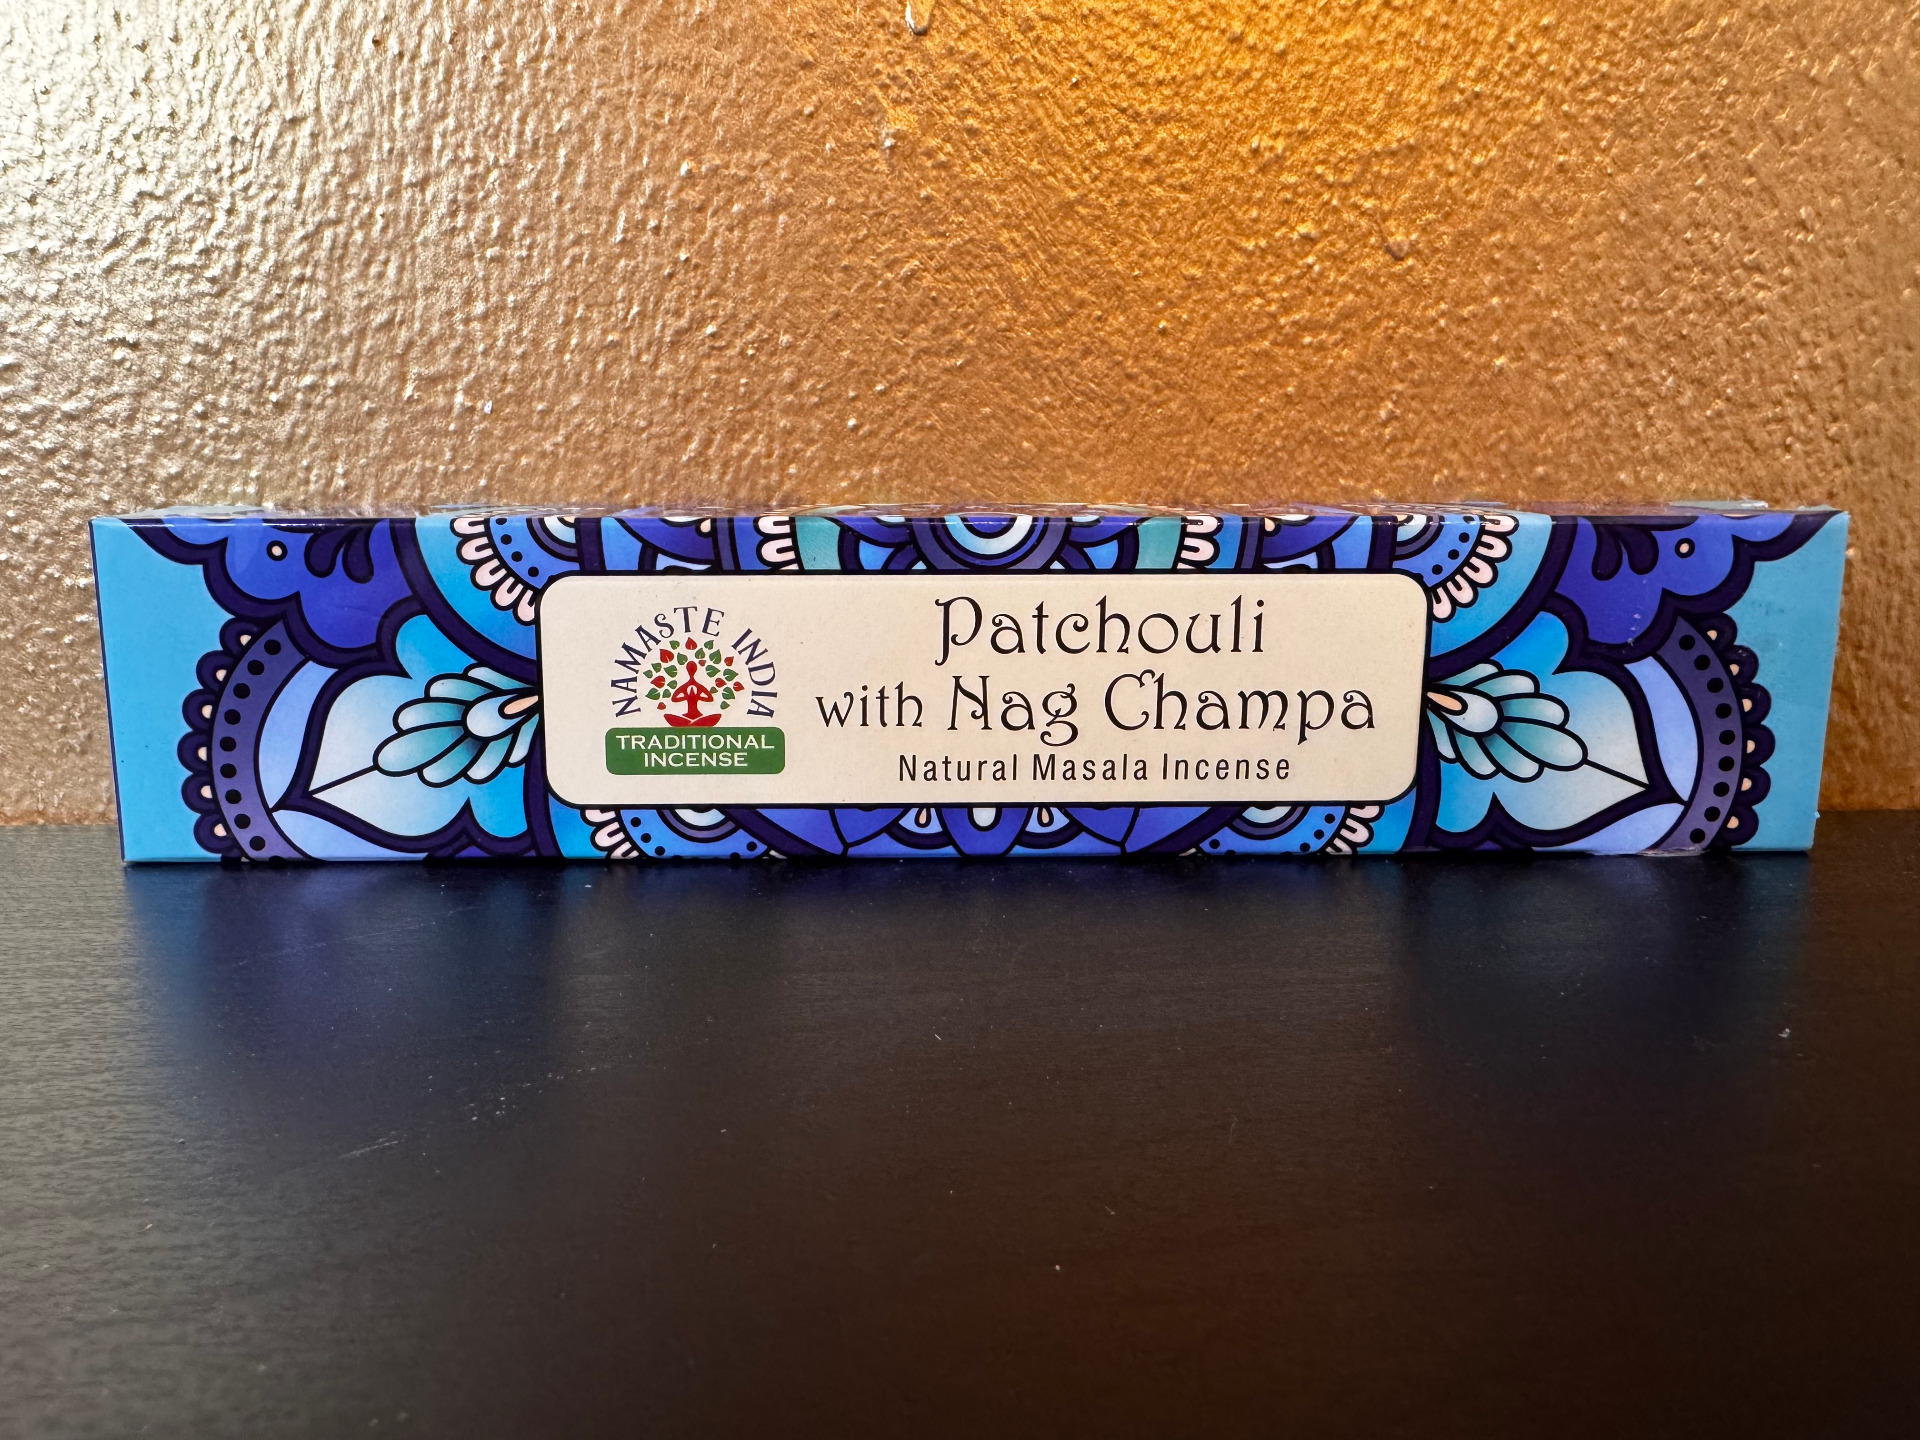 NAMASTE INDIA
TRADITIONAL
INCENSE
Patchouli
with Nag Champa
Natural Masala Incense